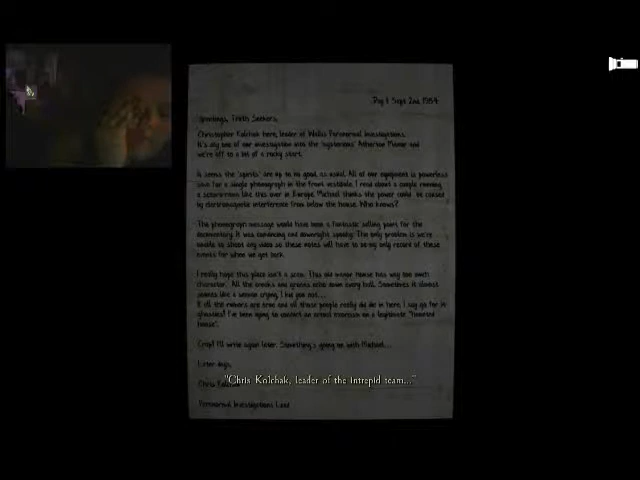 Day 1 Sept 2nd, 1984
Greetings, Truth Seekers,
Christopher Kolchak here, leader of Wallis Paranormal Investigations.
It's day one of our investigation into the 'mysterious' Atherton Manor and
we're off to a bit of a rocky start.
It seems the 'spirits' are up to no good, as usual. All of our equipment is powerless
save for a single phonograph in the front vestibule. I read about a couple running
a scam like this over in Europe. Michael thinks the power could be caused
by electromagnetic interference from below the house. Who knows?
The phonograph message would have been a fantastic selling point for the
documentary. It was convincing and downright spooky. The only problem is we're
unable to shoot any video so these notes will have to be my only record of these
events for when we get back.
I really hope this place isn't a scam. This old manor house has way too much
character. All the creaks and groans echo down every hall. Sometimes it almost
sounds like a woman crying, I kid you not...
If all the rumors are true and all those people really did die in here, I say go for it
ghosties! I've been dying to conduct an actual exorcism on a legitimate "haunted
house".
Crap! I'll write again later. Something's going on with Michael...
days,
Chris Kolchak
"Chris Kolchak, leader of the intrepid team..."
Paranormal Investigations Lead